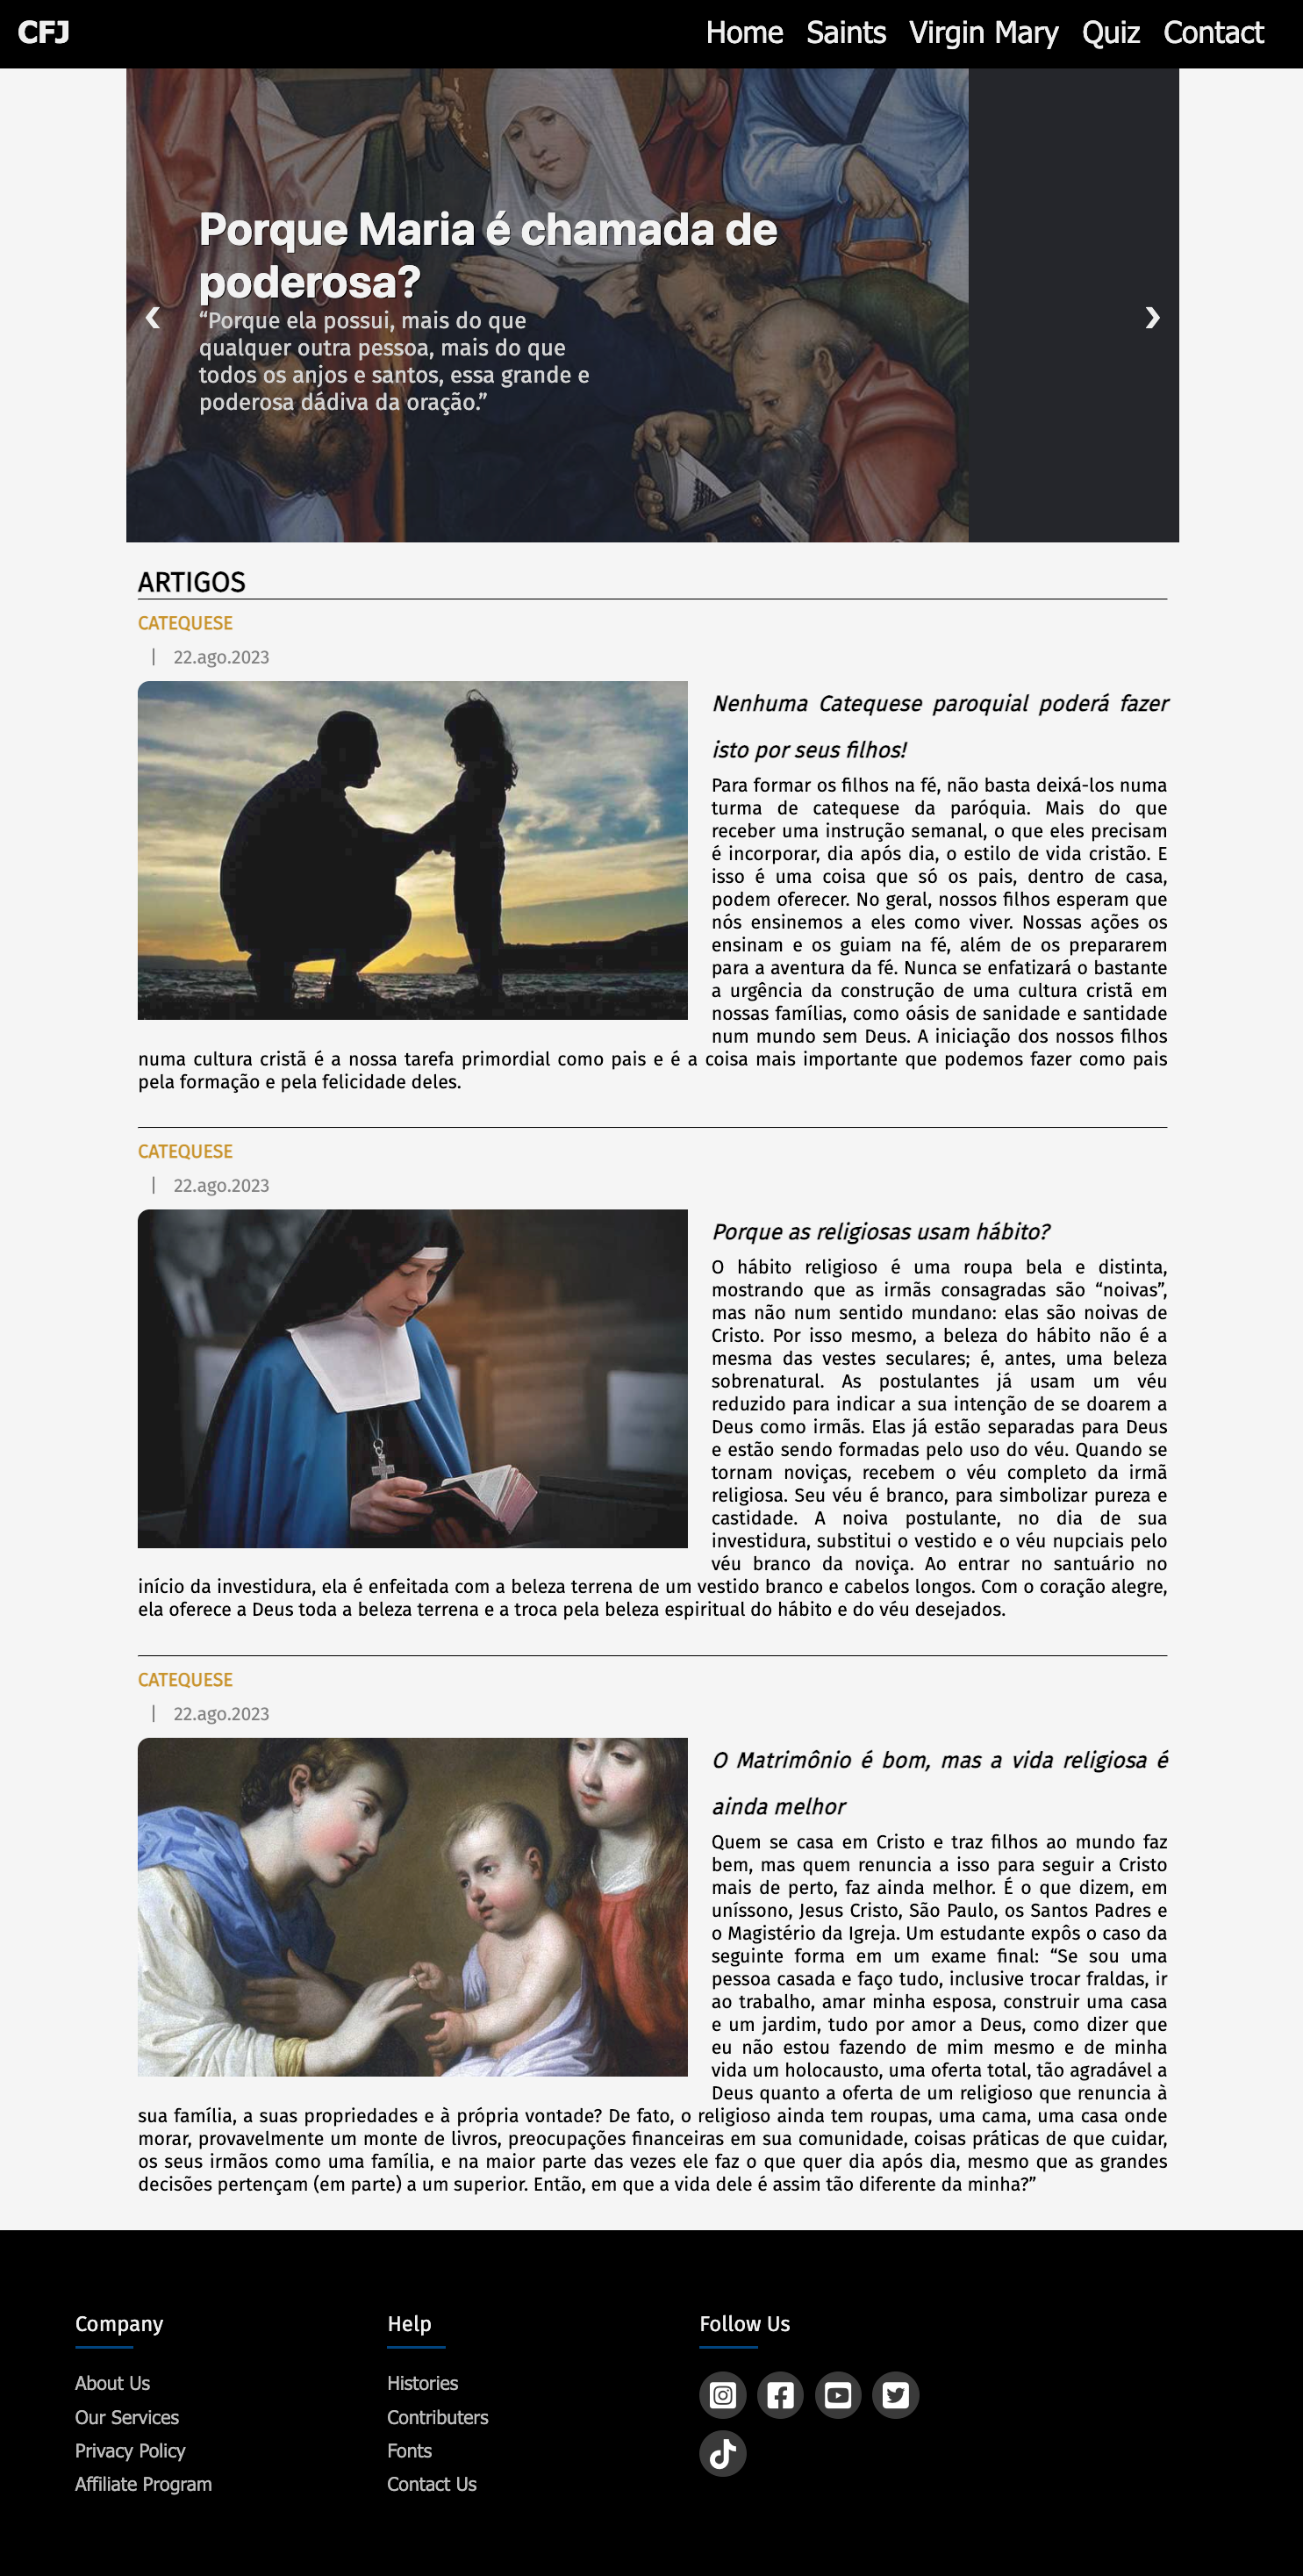 CFJ
Home Saints Virgin Mary Quiz Contact
Porque Maria é chamada de
poderosa?
“Porque ela possui, mais do que
qualquer outra pessoa, mais do que
todos os anjos e santos, essa grande e
poderosa dádiva da oração.”
❮
❯
ARTIGOS
CATEQUESE
| 22.ago.2023
Nenhuma Catequese paroquial poderá fazer
isto por seus filhos!
Para formar os filhos na fé, não basta deixá-los numa
turma de catequese da paróquia. Mais do que
receber uma instrução semanal, o que eles precisam
é incorporar, dia após dia, o estilo de vida cristão. E
isso é uma coisa que só os pais, dentro de casa,
podem oferecer. No geral, nossos filhos esperam que
nós ensinemos a eles como viver. Nossas ações os
ensinam e os guiam na fé, além de os prepararem
para a aventura da fé. Nunca se enfatizará o bastante
a urgência da construção de uma cultura cristã em
nossas famílias, como oásis de sanidade e santidade
num mundo sem Deus. A iniciação dos nossos filhos
numa cultura cristã é a nossa tarefa primordial como pais e é a coisa mais importante que podemos fazer como pais
pela formação e pela felicidade deles.
CATEQUESE
| 22.ago.2023
Porque as religiosas usam hábito?
O hábito religioso é uma roupa bela e distinta,
mostrando que as irmãs consagradas são “noivas”,
mas não num sentido mundano: elas são noivas de
Cristo. Por isso mesmo, a beleza do hábito não é a
mesma das vestes seculares; é, antes, uma beleza
sobrenatural. As postulantes já usam um véu
reduzido para indicar a sua intenção de se doarem a
Deus como irmãs. Elas já estão separadas para Deus
e estão sendo formadas pelo uso do véu. Quando se
tornam noviças, recebem o véu completo da irmã
religiosa. Seu véu é branco, para simbolizar pureza e
castidade. A noiva postulante, no dia de sua
investidura, substitui o vestido e o véu nupciais pelo
véu branco da noviça. Ao entrar no santuário no
início da investidura, ela é enfeitada com a beleza terrena de um vestido branco e cabelos longos. Com o coração alegre,
ela oferece a Deus toda a beleza terrena e a troca pela beleza espiritual do hábito e do véu desejados.
CATEQUESE
| 22.ago.2023
O Matrimônio é bom, mas a vida religiosa é
ainda melhor
Quem se casa em Cristo e traz filhos ao mundo faz
bem, mas quem renuncia a isso para seguir a Cristo
mais de perto, faz ainda melhor. É o que dizem, em
uníssono, Jesus Cristo, São Paulo, os Santos Padres e
o Magistério da Igreja. Um estudante expôs o caso da
seguinte forma em um exame final: “Se sou uma
pessoa casada e faço tudo, inclusive trocar fraldas, ir
ao trabalho, amar minha esposa, construir uma casa
e um jardim, tudo por amor a Deus, como dizer que
eu não estou fazendo de mim mesmo e de minha
vida um holocausto, uma oferta total, tão agradável a
Deus quanto a oferta de um religioso que renuncia à
sua família, a suas propriedades e à própria vontade? De fato, o religioso ainda tem roupas, uma cama, uma casa onde
morar, provavelmente um monte de livros, preocupações financeiras em sua comunidade, coisas práticas de que cuidar,
os seus irmãos como uma família, e na maior parte das vezes ele faz o que quer dia após dia, mesmo que as grandes
decisões pertençam (em parte) a um superior. Então, em que a vida dele é assim tão diferente da minha?”
Company
About Us
Our Services
Privacy Policy
Affiliate Program
Help
Histories
Contributers
Fonts
Contact Us
Follow Us